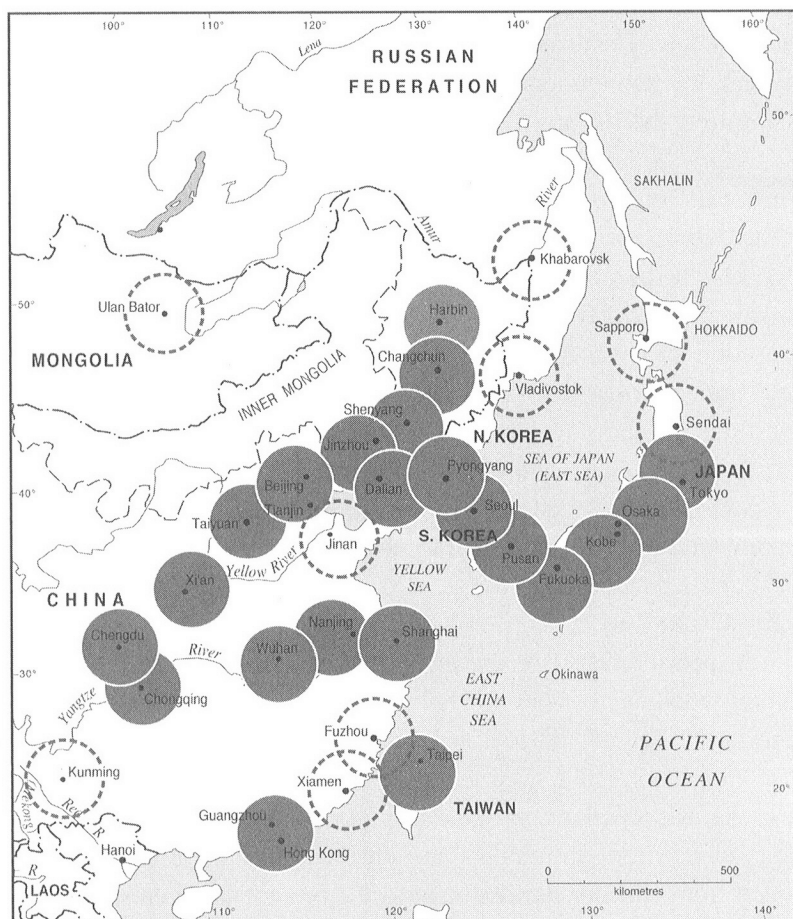 100° 110° 120° 130° 140° 150° 160°
Lena
RUSSIAN
FEDERATION
50°
SAKHALIN
River
Amur
Khabarovsk
50°
Ulan Bator
Harbin
Sapporo
HOKKAIDO
40°
MONGOLIA
Changchun
INNER MONGOLIA
Vladivostok
Shenyang
Sendai
N. KOREA
Jinzhou
SEA OF JAPAN
(EAST SEA)
Pyongyang
JAPAN
Beijing
Dalian
40°
Tokyo
Tianjin
Seoul
Osaka
Taiyuan
S. KOREA
Kobe
Jinan
Pusan
Yellow River
YELLOW
SEA
Xi'an
Fukuoka
30°
CHINA
Nanjing
Shanghai
Chengdu
Wuhan
River
30°
EAST
CHINA
SEA
Okinawa
Chongqing
Yangtze
Fuzhou
PACIFIC
OCEAN
Taipei
Kunming
Xiamen
20°
TAIWAN
Mekong
Red R
Guangzhou
Hanoi
Hong Kong
R
LAOS
0 500
kilometres
110° 120° 130° 140°